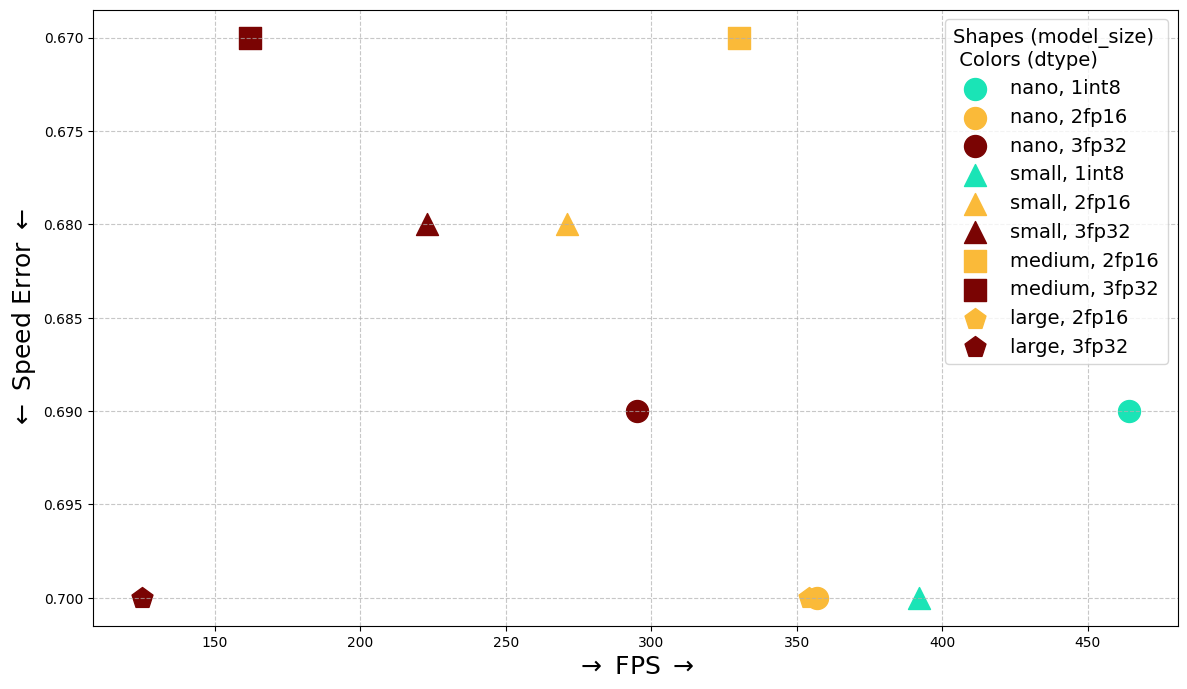 0.670
0.675
0.680
0.685
0.690
0.695
0.700
← Speed Error ←
150 200 250 300 350 400 450
→ FPS →
Shapes (model_size)
Colors (dtype)
nano, 1int8
nano, 2fp16
nano, 3fp32
small, 1int8
small, 2fp16
small, 3fp32
medium, 2fp16
medium, 3fp32
large, 2fp16
large, 3fp32